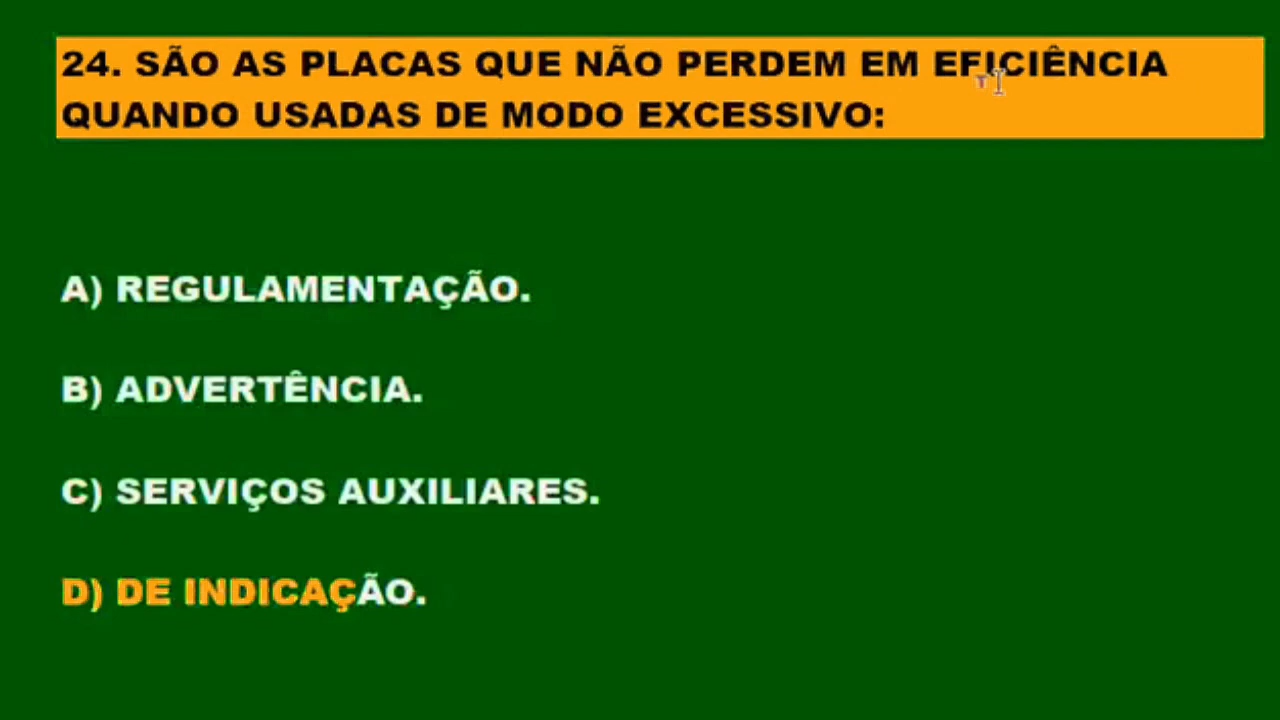 24. SÃO AS PLACAS QUE NÃO PERDEM EM EFICIÊNCIA
QUANDO USADAS DE MODO EXCESSIVO:
A) REGULAMENTAÇÃO.
B) ADVERTÊNCIA.
C) SERVIÇOS AUXILIARES.
D) DE INDICAÇÃO.